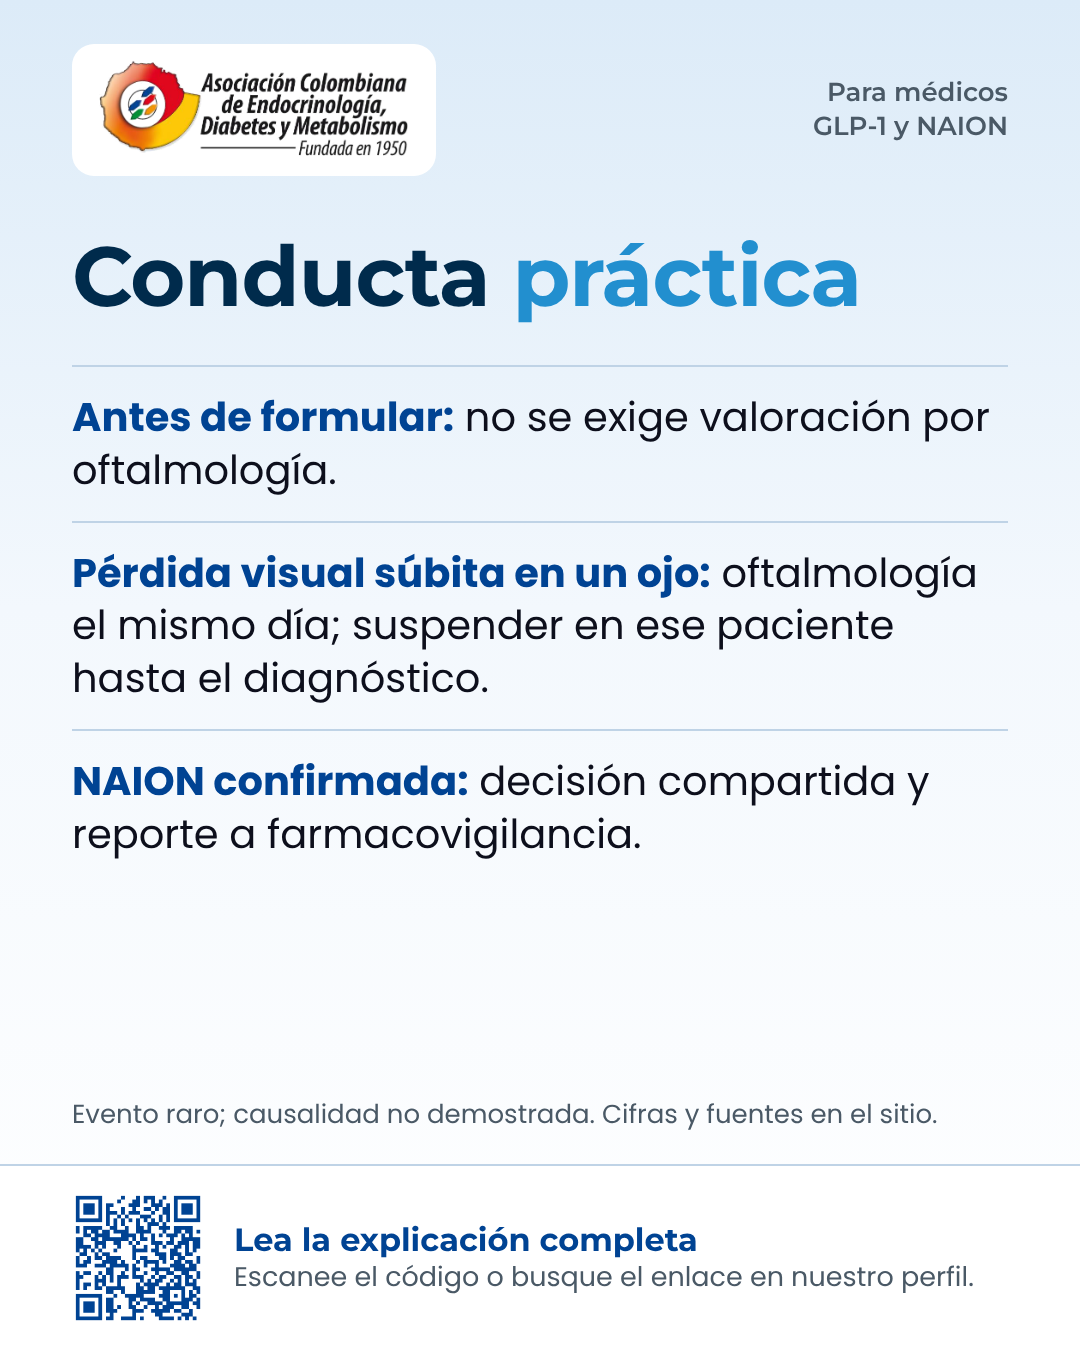 Asociación Colombiana
de Endocrinología,
Diabetes y Metabolismo
Fundada en 1950
Para médicos
GLP-1 y NAION
Conducta práctica
Antes de formular: no se exige valoración por
oftalmología.
Pérdida visual súbita en un ojo: oftalmología
el mismo día; suspender en ese paciente
hasta el diagnóstico.
NAION confirmada: decisión compartida y
reporte a farmacovigilancia.
Evento raro; causalidad no demostrada. Cifras y fuentes en el sitio.
Lea la explicación completa
Escanee el código o busque el enlace en nuestro perfil.